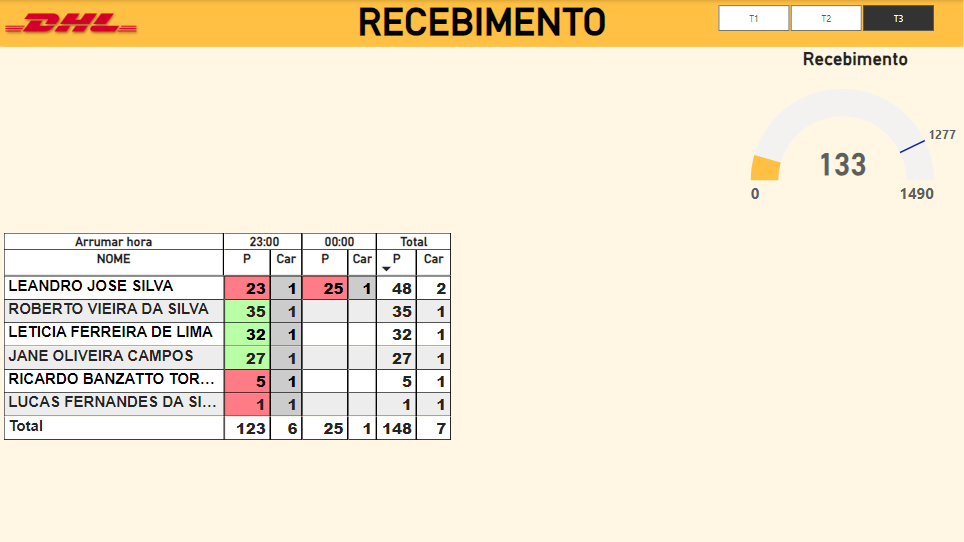 DHL
RECEBIMENTO
T1 T2 T3
Recebimento
1277
133
0 1490
Arrumar hora 23:00 00:00 Total
NOME P Car P Car P Car
LEANDRO JOSE SILVA 23 1 25 1 48 2
ROBERTO VIEIRA DA SILVA 35 1 35 1
LETICIA FERREIRA DE LIMA 32 1 32 1
JANE OLIVEIRA CAMPOS 27 1 27 1
RICARDO BANZATTO TOR... 5 1 5 1
LUCAS FERNANDES DA SI... 1 1 1 1
Total 123 6 25 1 148 7